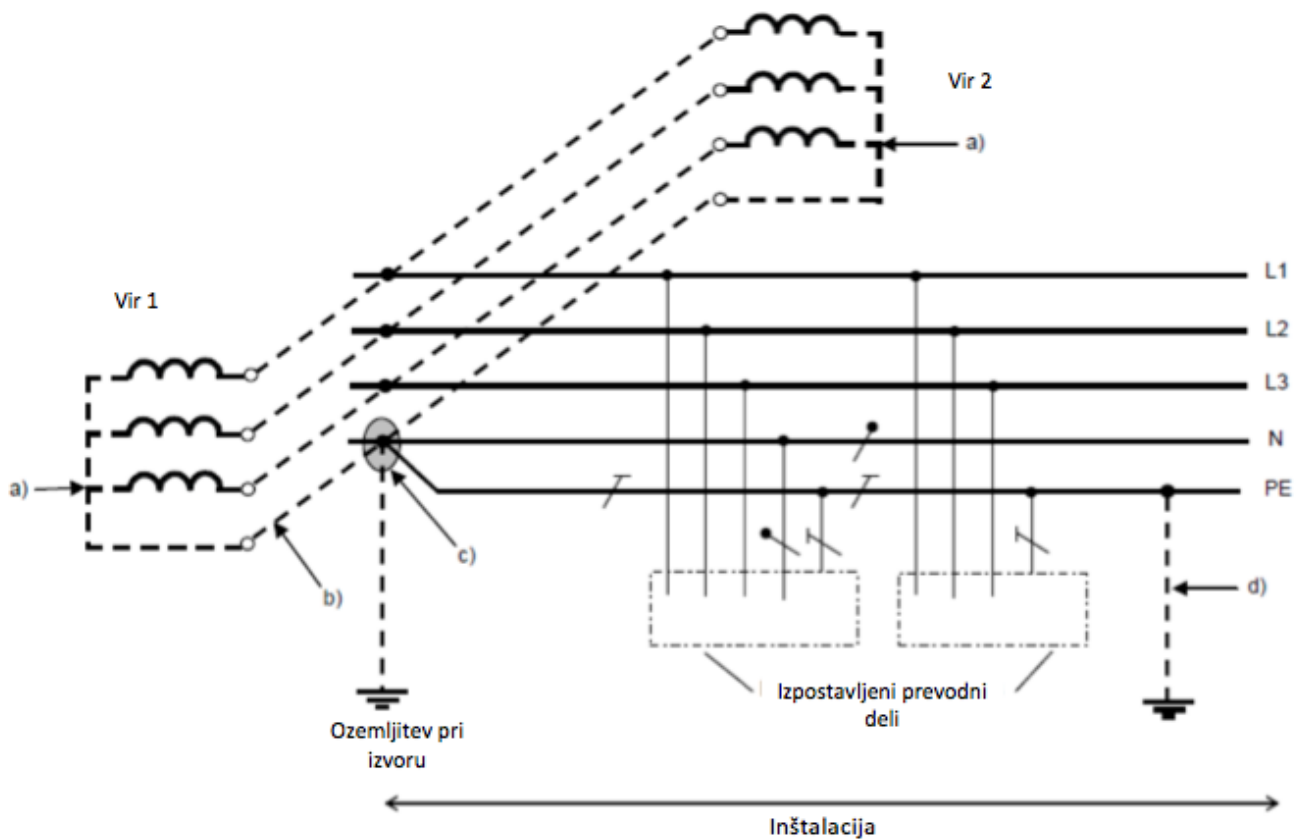 Vir 2
a)
L1
Vir 1
L2
L3
N
a)
PE
c)
b)
d)
Izpostavljeni prevodni
deli
Ozemljitev pri
izvoru
Inštalacija